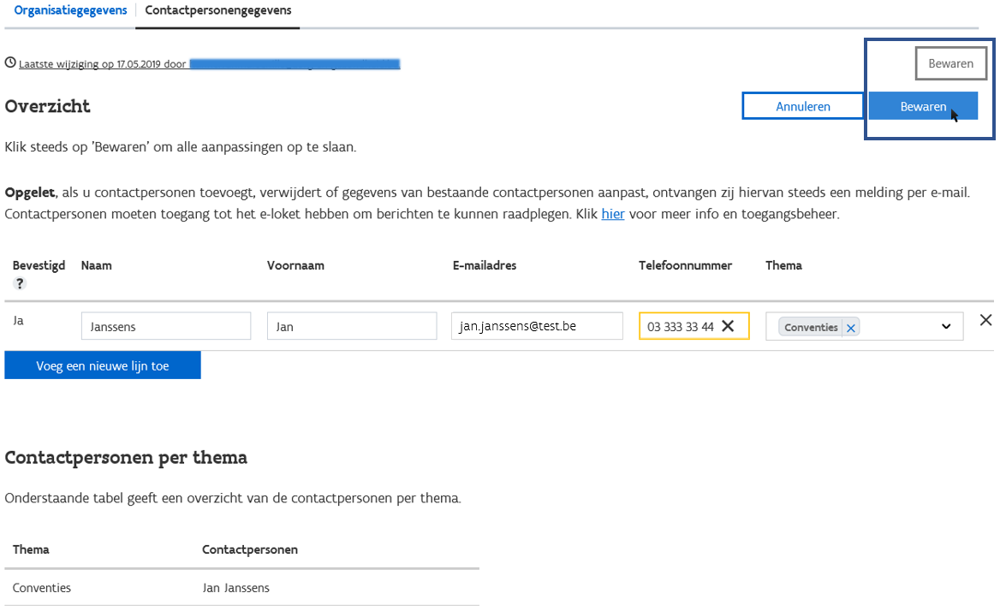 Organisatiegegevens Contactpersonengegevens
Laatste wijziging op 17.05.2019 door
Bewaren
Overzicht
Annuleren Bewaren
Klik steeds op 'Bewaren' om alle aanpassingen op te slaan.
Opgelet, als u contactpersonen toevoegt, verwijdert of gegevens van bestaande contactpersonen aanpast, ontvangen zij hiervan steeds een melding per e-mail.
Contactpersonen moeten toegang tot het e-loket hebben om berichten te kunnen raadplegen. Klik hier voor meer info en toegangsbeheer.
Bevestigd Naam Voornaam E-mailadres Telefoonnummer Thema
?
Ja Janssens Jan jan.janssens@test.be 03 333 33 44 Conventies
Voeg een nieuwe lijn toe
Contactpersonen per thema
Onderstaande tabel geeft een overzicht van de contactpersonen per thema.
Thema Contactpersonen
Conventies Jan Janssens